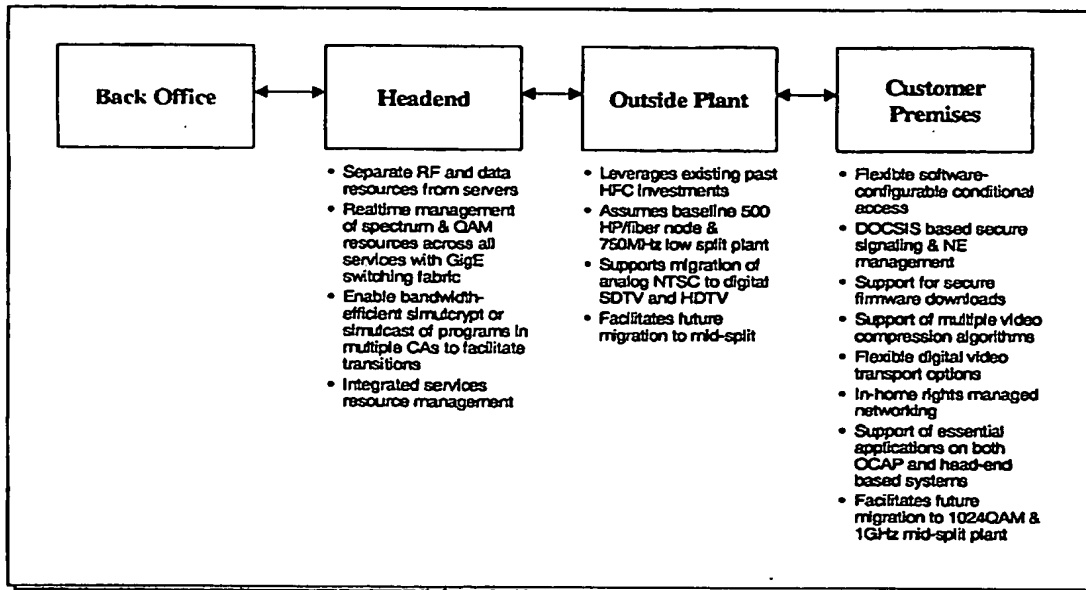 Back Office
Headend
Outside Plant
Customer
Premises
• Separate RF and data
resources from servers
• Realtime management
of spectrum & QAM
resources across all
services with GigE
switching fabric
• Enable bandwidth-
efficient simulcrypt or
simulcast of programs in
multiple CAs to facilitate
transitions
• Integrated services
resource management
• Leverages existing past
HFC investments
• Assumes baseline 500
HP/fiber node &
750MHz low split plant
• Supports migration of
analog NTSC to digital
SDTV and HDTV
• Facilitates future
migration to mid-split
• Flexible software-
configurable conditional
access
• DOCSIS based secure
signaling & NE
management
• Support for secure
firmware downloads
• Support of multiple video
compression algorithms
• Flexible digital video
transport options
• In-home rights managed
networking
• Support of essential
applications on both
OCAP and head-end
based systems
• Facilitates future
migration to 1024QAM &
1GHz mid-split plant